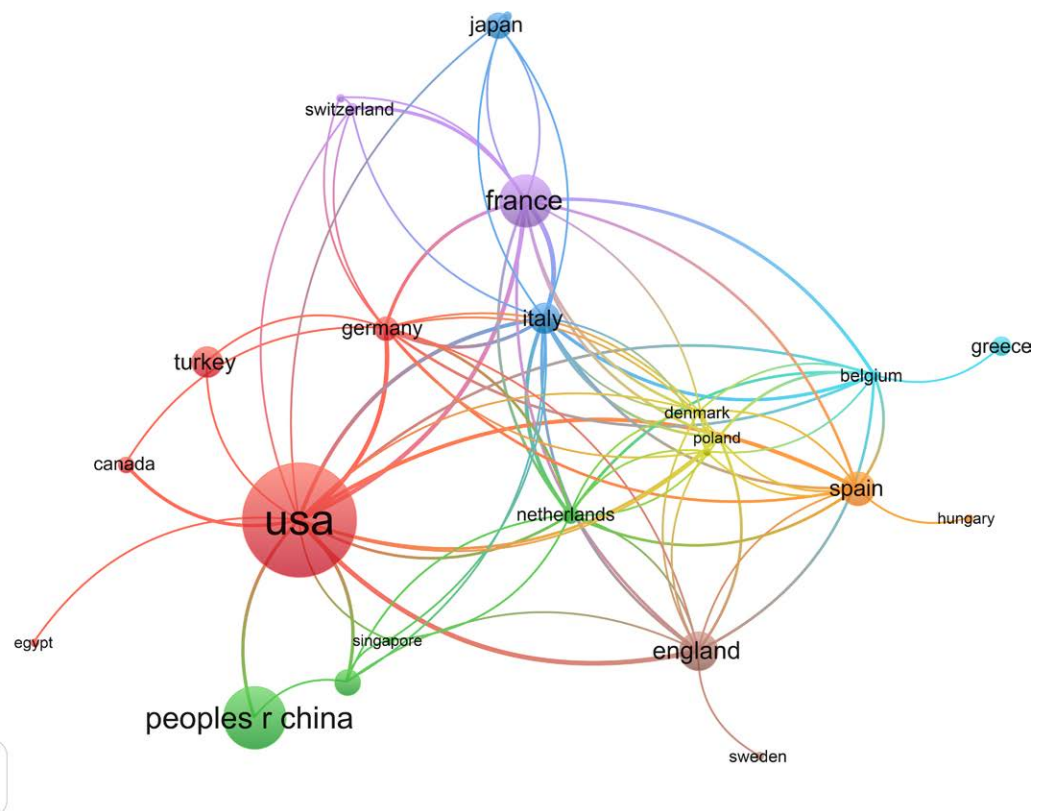 japan
switzerland
france
germany
italy
turkey
greece
belgium
denmark
poland
canada
spain
usa
netherlands
hungary
egypt
singapore
england
peoples r china
sweden